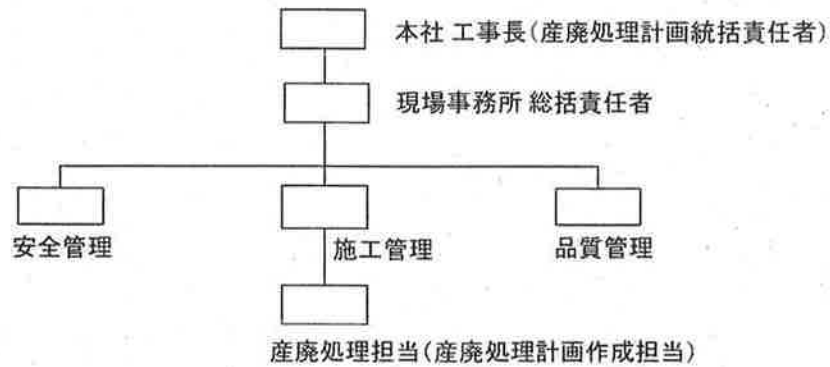 本社 工事長(産廃処理計画統括責任者)
現場事務所 総括責任者
安全管理
施工管理
品質管理
産廃処理担当(産廃処理計画作成担当)